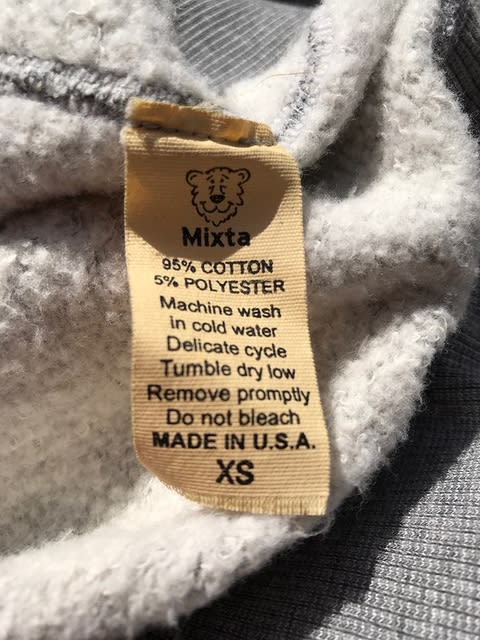 Mixta
95% COTTON
5% POLYESTER
Machine wash
in cold water
Delicate cycle
Tumble dry low
Remove promptly
Do not bleach
MADE IN U.S.A.
XS